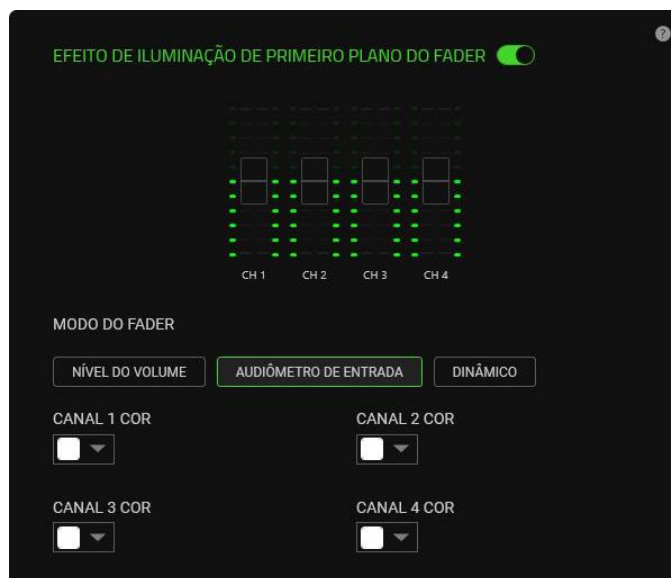 EFEITO DE ILUMINAÇÃO DE PRIMEIRO PLANO DO FADER
?
CH 1 CH 2 CH 3 CH 4
MODO DO FADER
NÍVEL DO VOLUME AUDIÔMETRO DE ENTRADA DINÂMICO
CANAL 1 COR CANAL 2 COR
CANAL 3 COR CANAL 4 COR